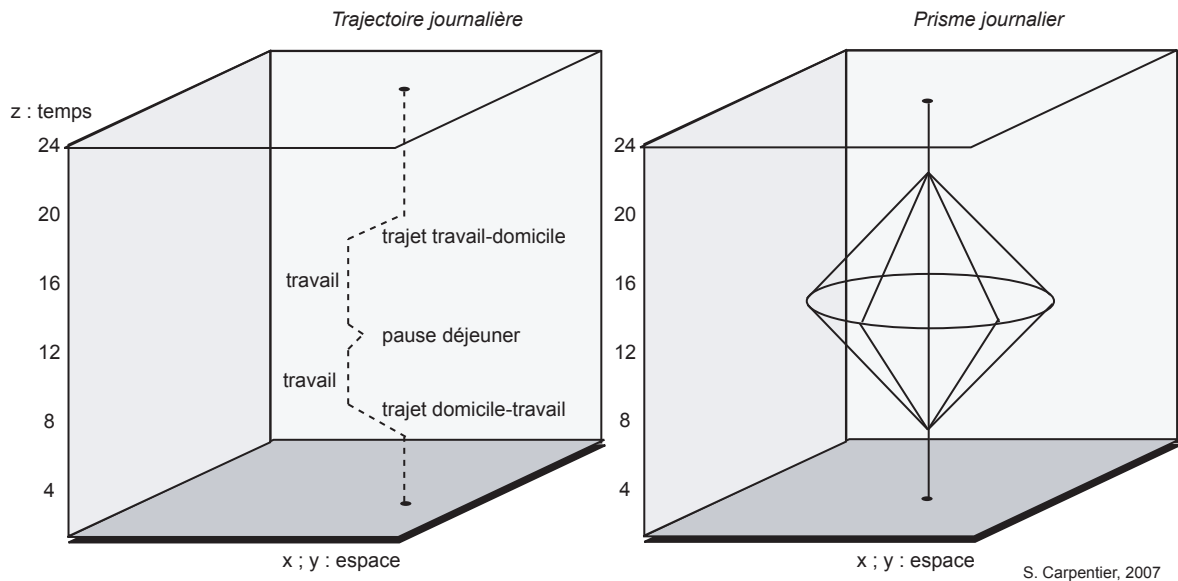 Trajectoire journalière
z : temps
24
20
16
12
8
4
trajet travail-domicile
travail
pause déjeuner
travail
trajet domicile-travail
x ; y : espace
Prisme journalier
24
20
16
12
8
4
x ; y : espace
S. Carpentier, 2007